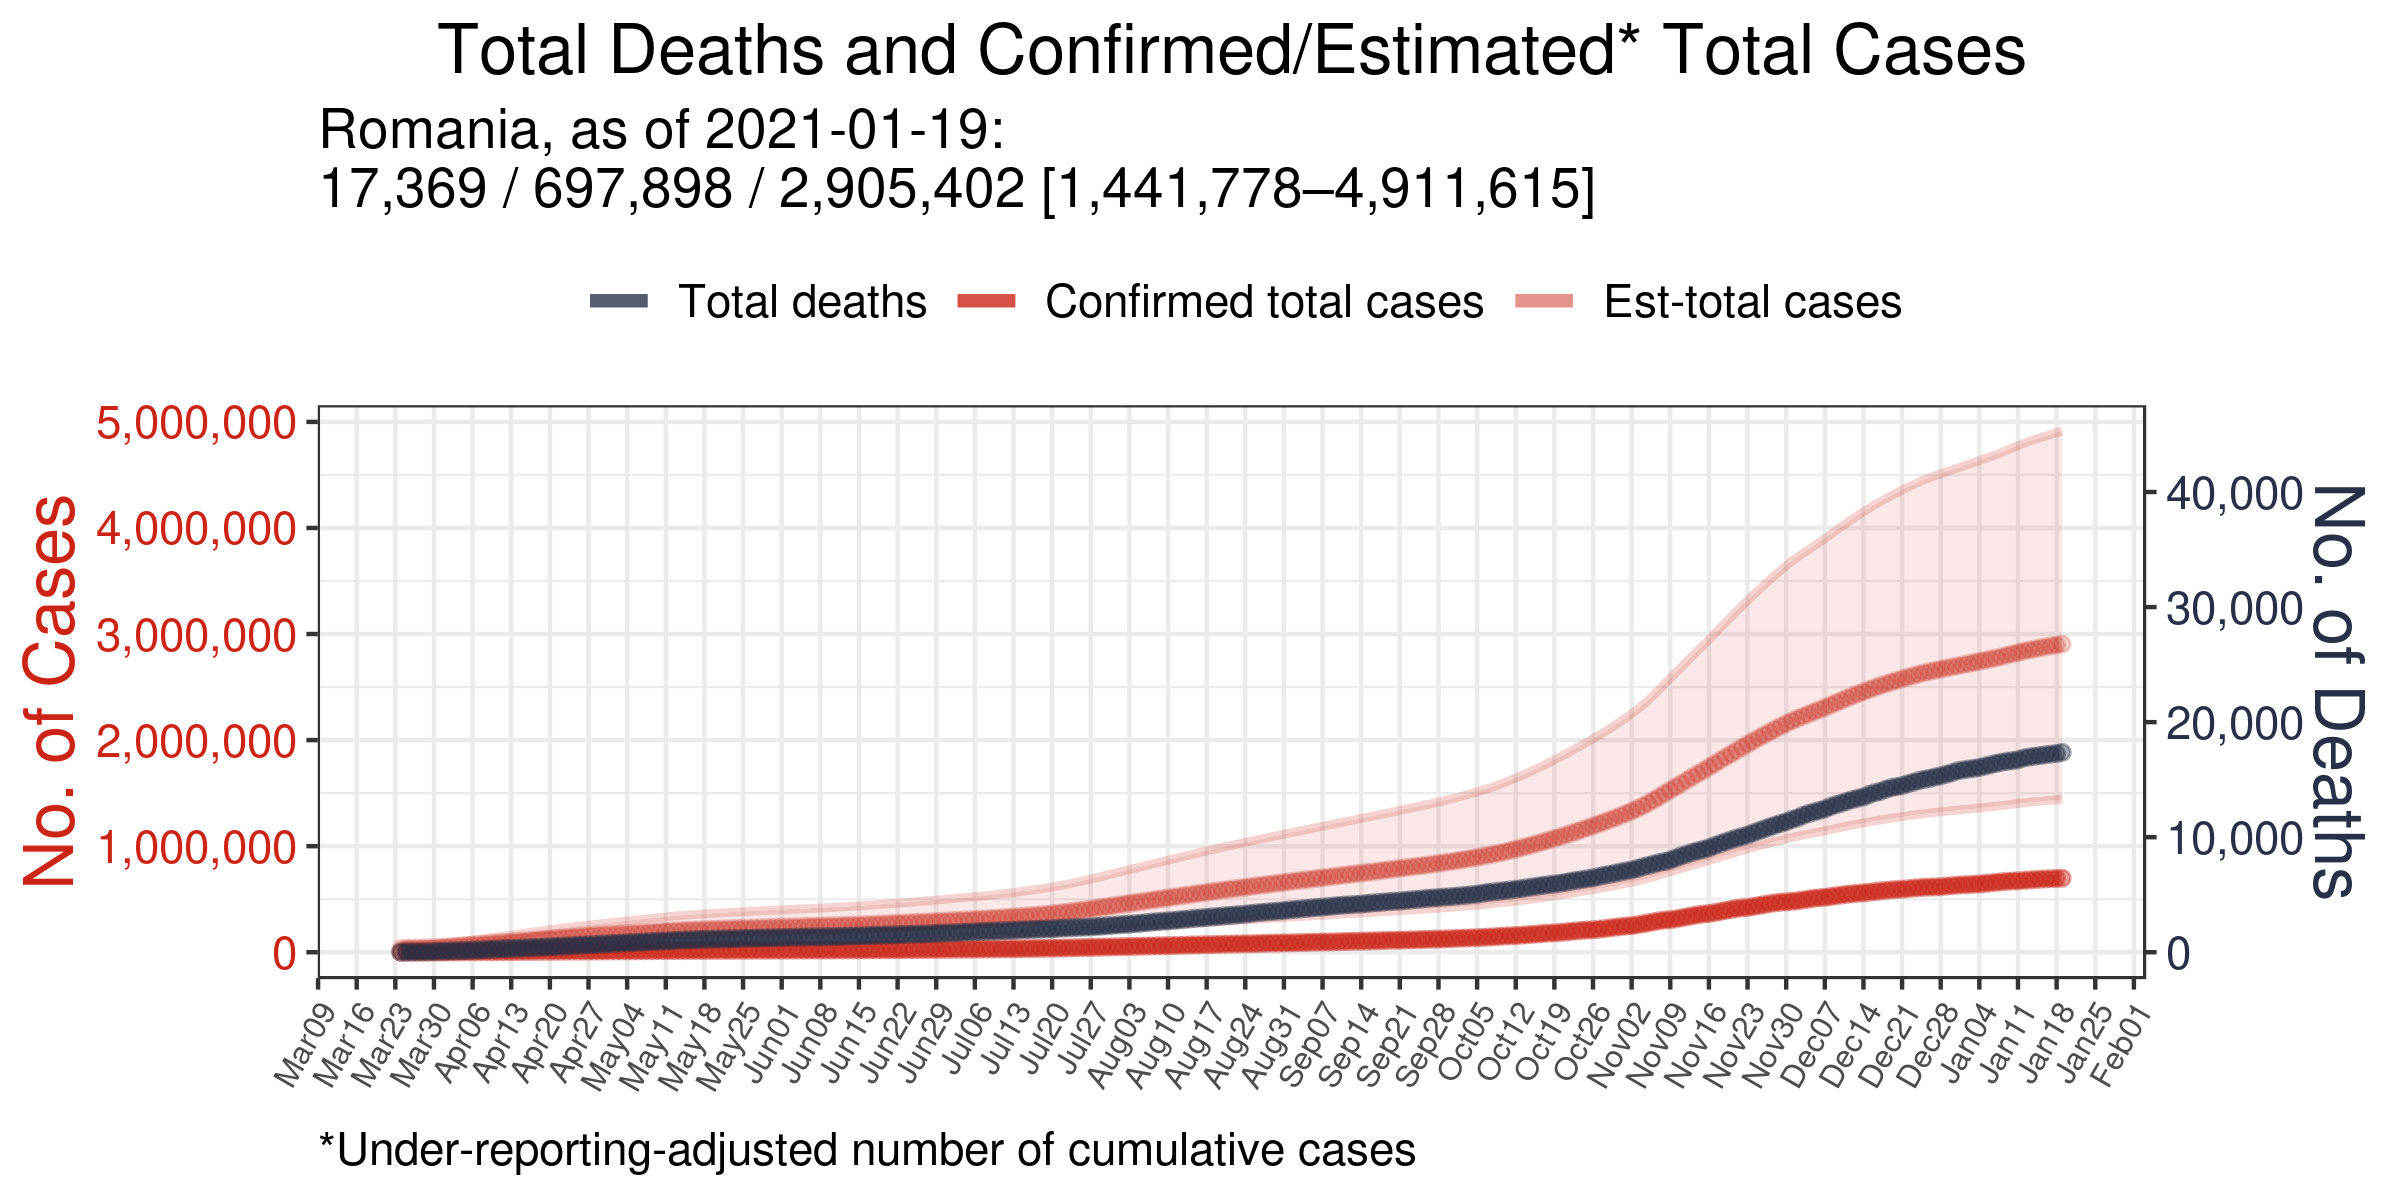 Total Deaths and Confirmed/Estimated* Total Cases
Romania, as of 2021-01-19:
17,369 / 697,898 / 2,905,402 [1,441,778–4,911,615]
Total deaths
Confirmed total cases
Est-total cases
No. of Cases
5,000,000
4,000,000
3,000,000
2,000,000
1,000,000
0
40,000
30,000
20,000
10,000
0
No. of Deaths
Mar09
Mar16
Mar23
Mar30
Apr06
Apr13
Apr20
Apr27
May04
May11
May18
May25
Jun01
Jun08
Jun15
Jun22
Jun29
Jul06
Jul13
Jul20
Jul27
Aug03
Aug10
Aug17
Aug24
Aug31
Sep07
Sep14
Sep21
Sep28
Oct05
Oct12
Oct19
Oct26
Nov02
Nov09
Nov16
Nov23
Nov30
Dec07
Dec14
Dec21
Dec28
Jan04
Jan11
Jan18
Jan25
Feb01
*Under-reporting-adjusted number of cumulative cases